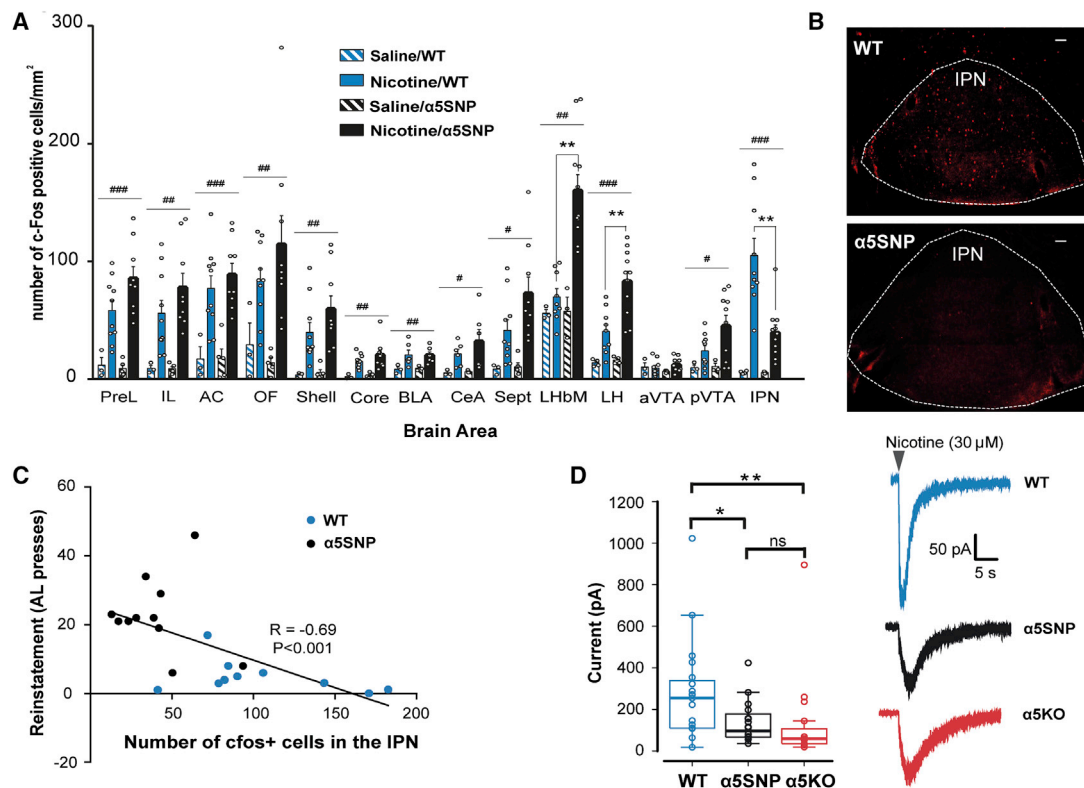 A
300
200
100
0
number of c-Fos positive cells/mm²
Saline/WT
Nicotine/WT
Saline/α5SNP
Nicotine/α5SNP
###
##
###
##
##
##
##
#
#
##
**
###
**
#
###
**
PreL IL AC OF Shell Core BLA CeA Sept LHbM LH aVTA pVTA IPN
Brain Area
B
WT
IPN
α5SNP
IPN
C
60
40
20
0
-20
Reinstatement (AL presses)
WT
α5SNP
R = -0.69
P<0.001
50 100 150 200
Number of cfos+ cells in the IPN
D
1200
1000
800
600
400
200
0
Current (pA)
**
*
ns
WT α5SNP α5KO
Nicotine (30 μM)
WT
50 pA
5 s
α5SNP
α5KO